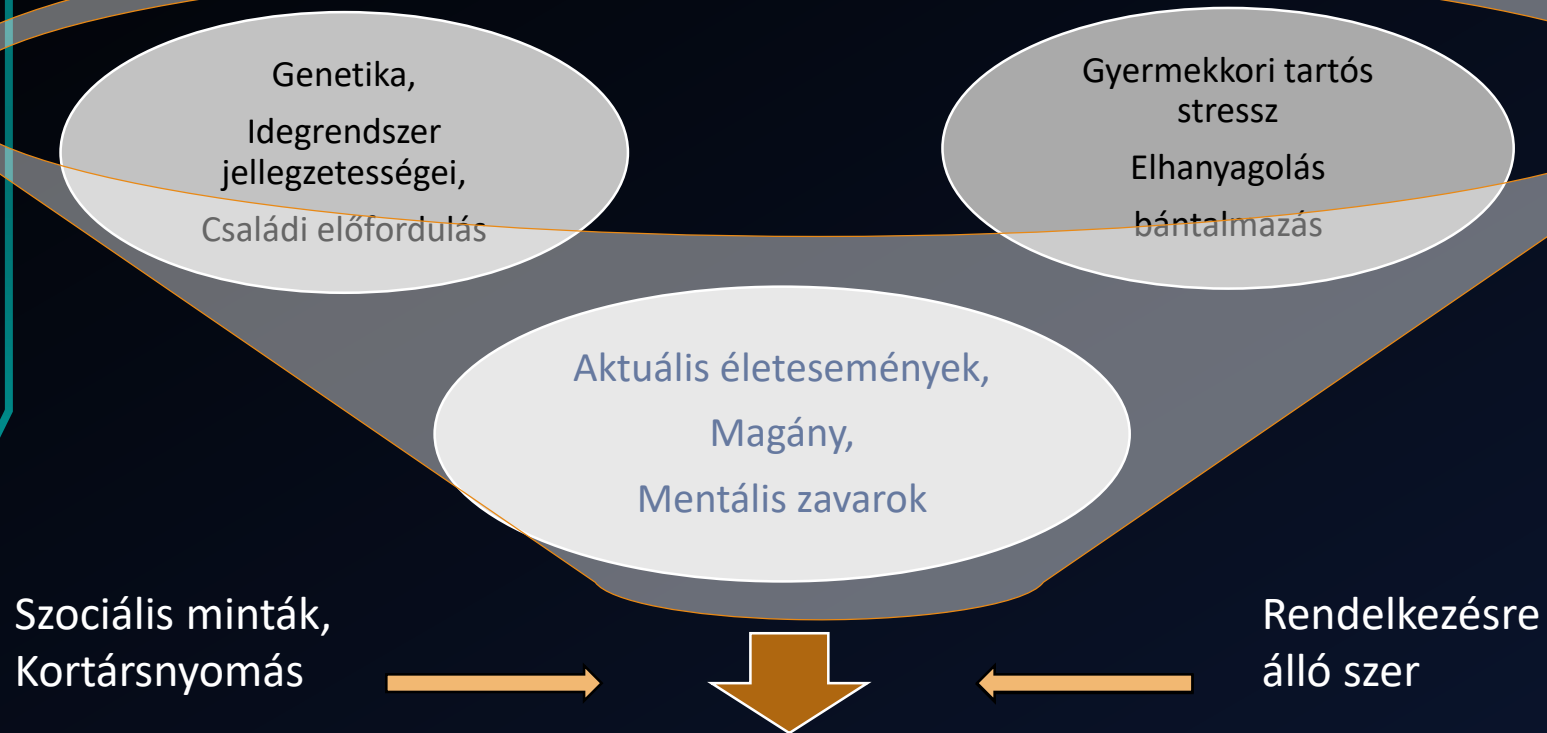 Genetika,
Idegrendszer
jellegzetességei,
Családi előfordulás
Gyermekkori tartós
stressz
Elhanyagolás
bántalmazás
Aktuális életesemények,
Magány,
Mentális zavarok
Szociális minták,
Kortársnyomás
Rendelkezésre
álló szer